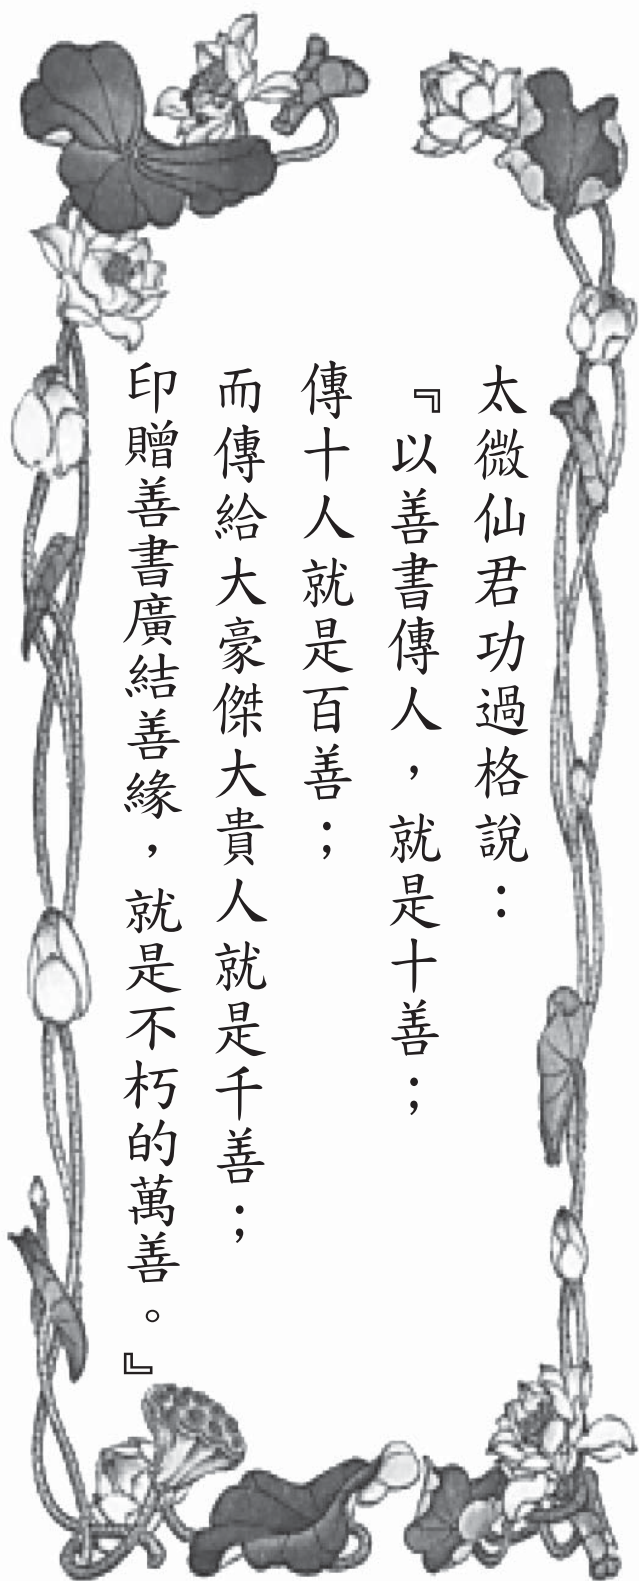 太微仙君功過格說：
『以善書傳人，就是十善；
傳十人就是百善；
而傳給大豪傑大貴人就是千善；
印贈善書廣結善緣，就是不朽的萬善。』